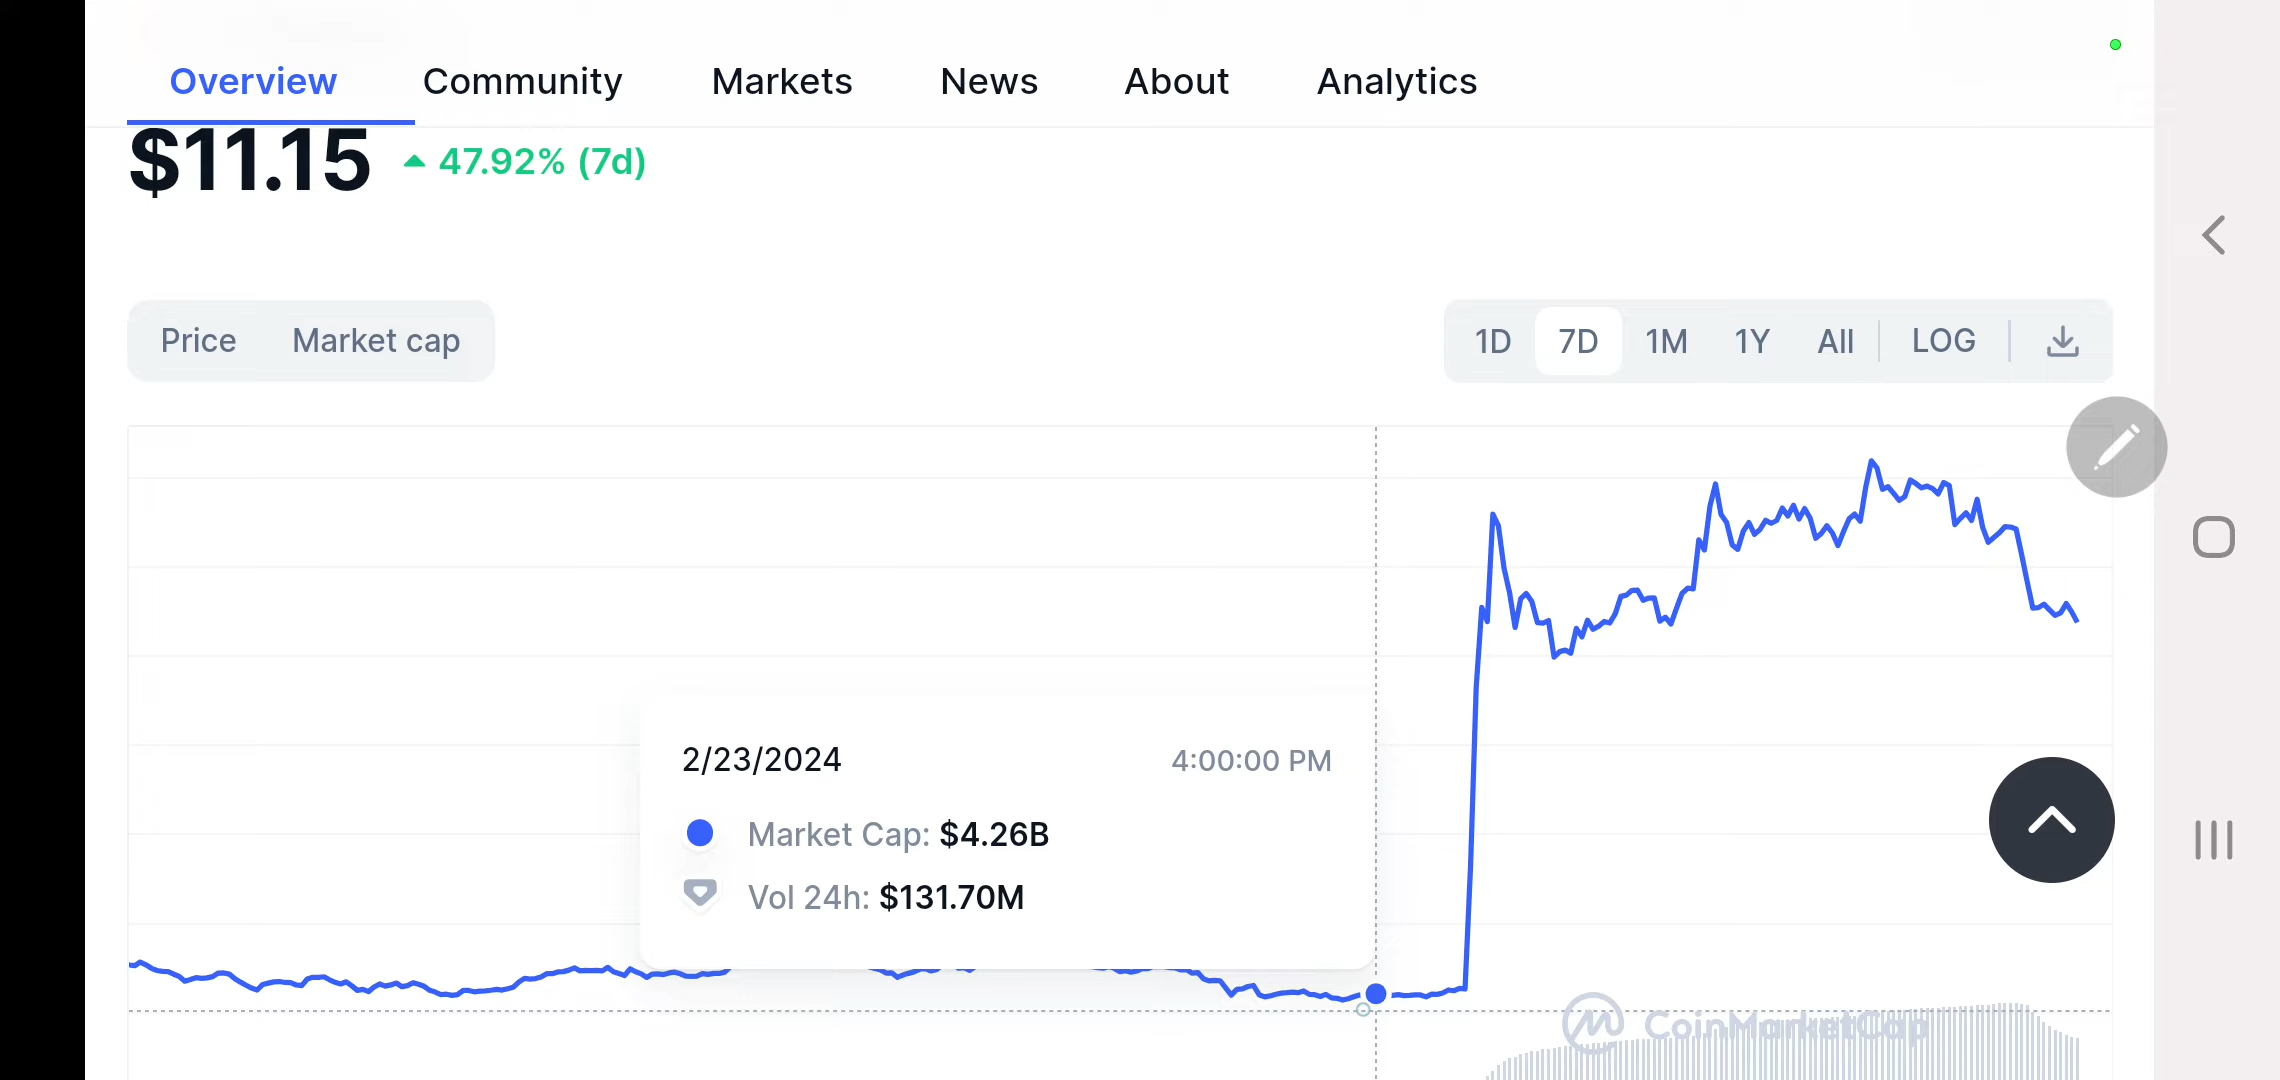 Overview Community Markets News About Analytics
$11.15 47.92% (7d)
Price Market cap 1D 7D 1M 1Y All LOG
2/23/2024 4:00:00 PM
Market Cap: $4.26B
Vol 24h: $131.70M
CoinMarketCap